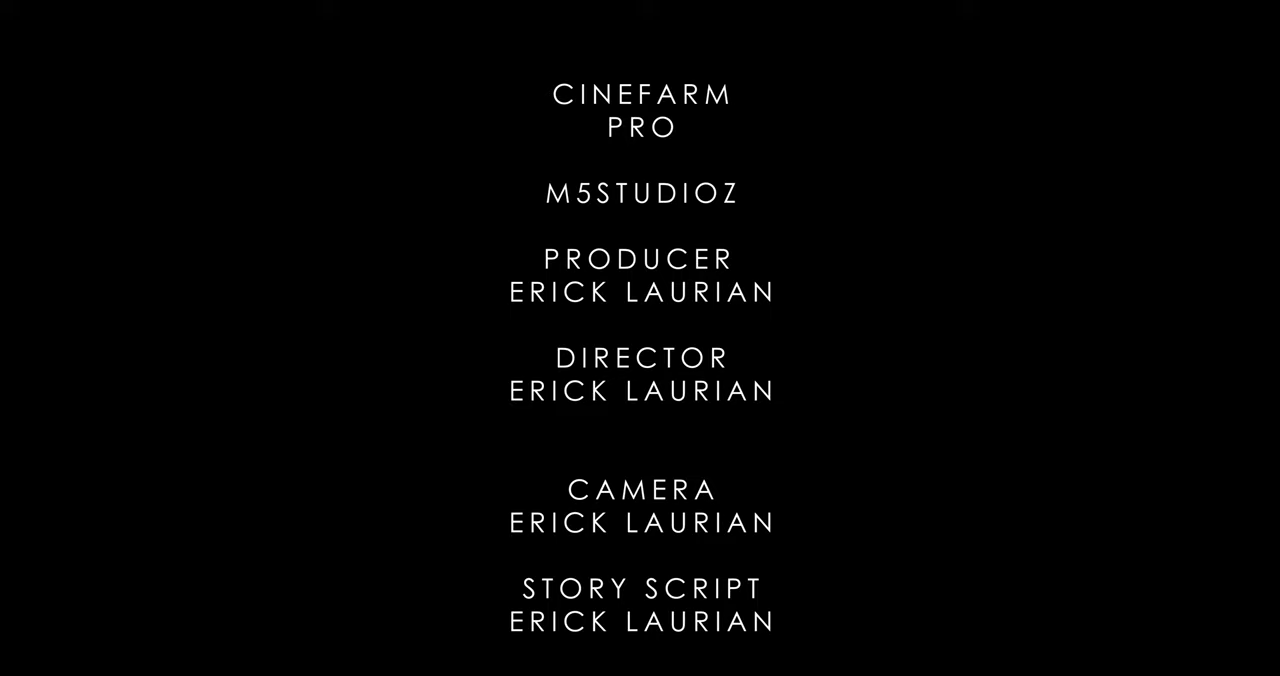 CINEFARM
PRO
M5STUDIOZ
PRODUCER
ERICK LAURIAN
DIRECTOR
ERICK LAURIAN
CAMERA
ERICK LAURIAN
STORY SCRIPT
ERICK LAURIAN